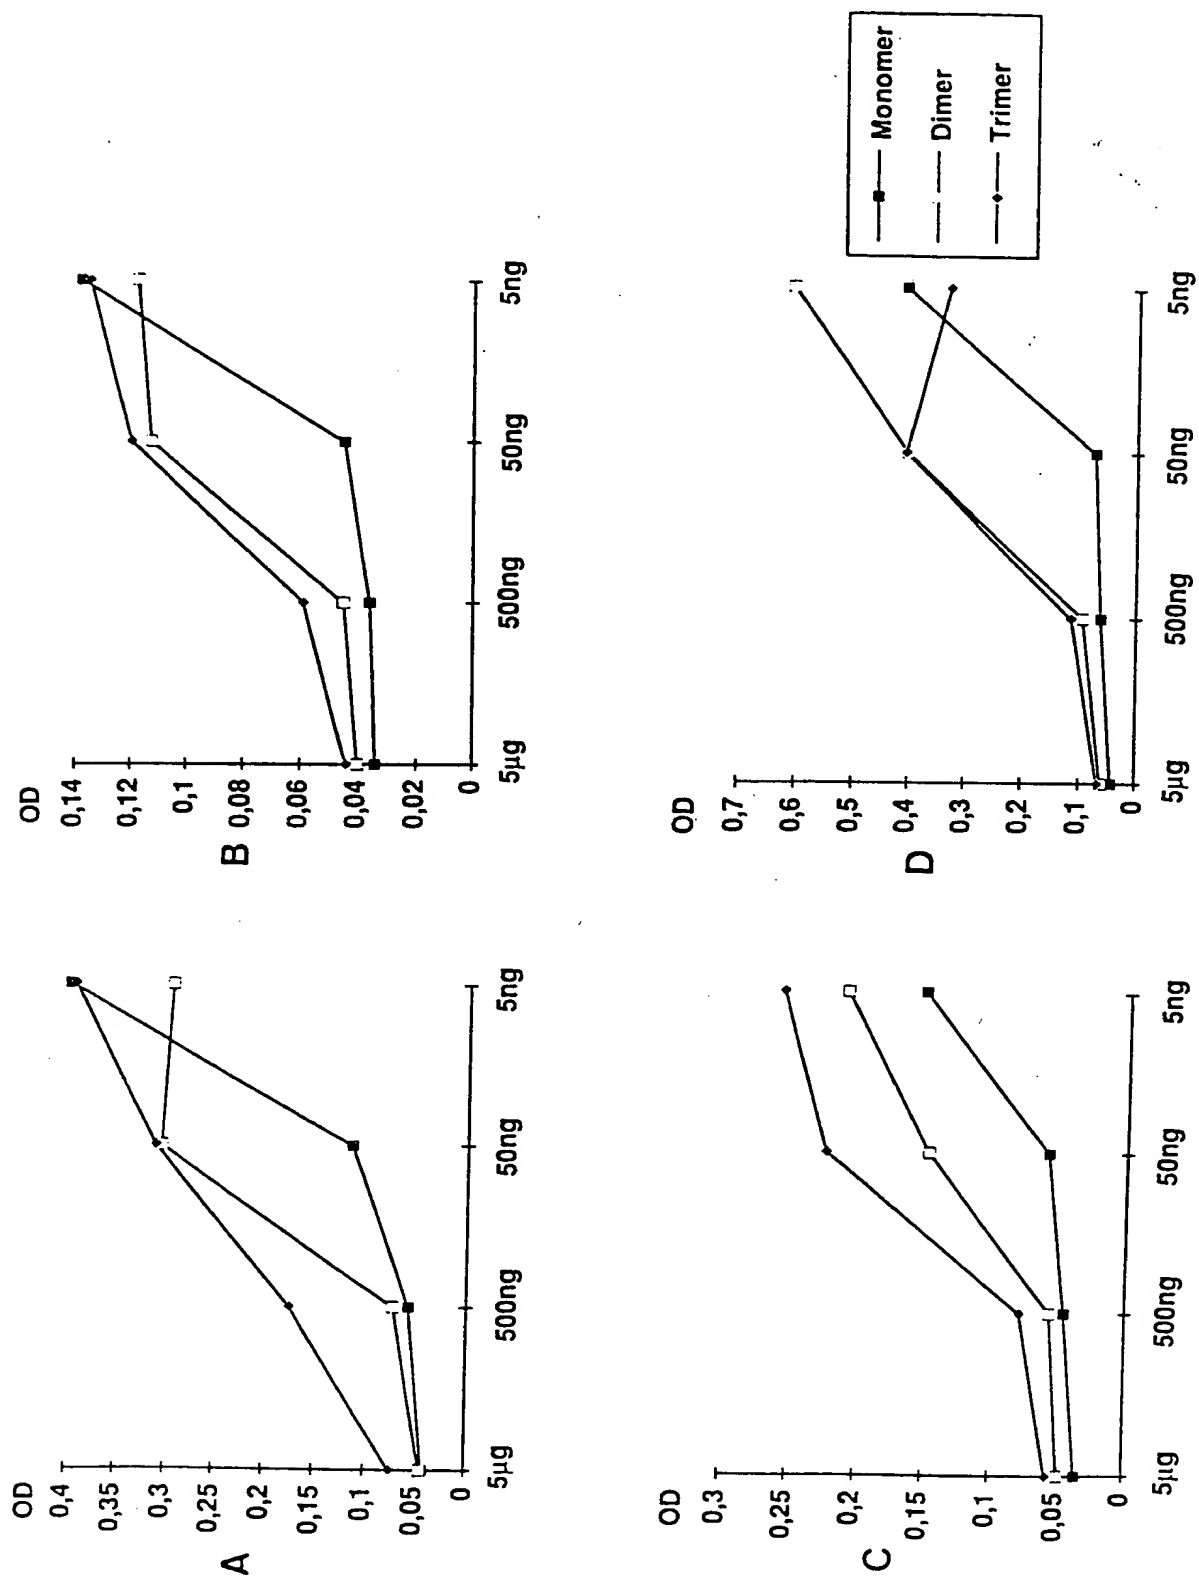 A
OD
0,4
0,35
0,3
0,25
0,2
0,15
0,1
0,05
0
5µg
500ng
50ng
5ng
B
OD
0,14
0,12
0,1
0,08
0,06
0,04
0,02
0
5µg
500ng
50ng
5ng
C
OD
0,3
0,25
0,2
0,15
0,1
0,05
0
5µg
500ng
50ng
5ng
D
OD
0,7
0,6
0,5
0,4
0,3
0,2
0,1
0
5µg
500ng
50ng
5ng
Monomer
Dimer
Trimer